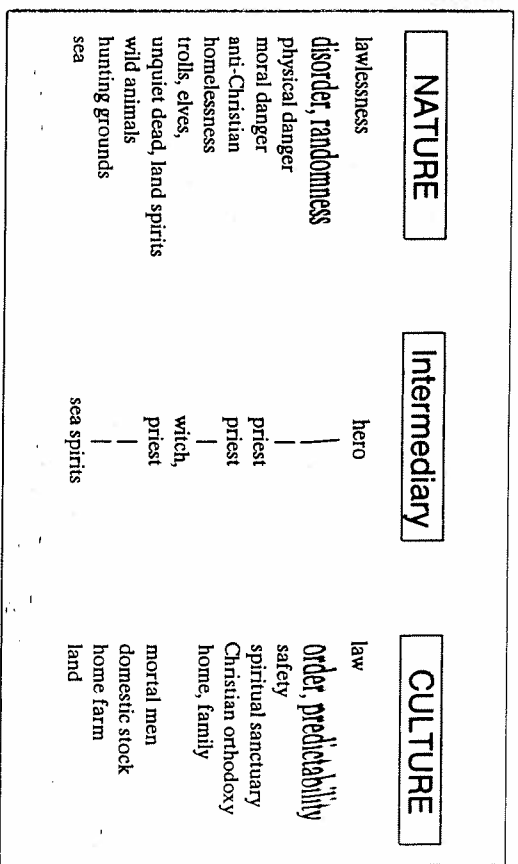 NATURE
lawlessness
disorder, randomness
physical danger
moral danger
anti-Christian
homelessness
trolls, elves,
unquiet dead, land spirits
wild animals
hunting grounds
sea
Intermediary
hero
|
|
priest
priest
|
witch,
priest
|
|
sea spirits
CULTURE
law
order, predictability
safety
spiritual sanctuary
Christian orthodoxy
home, family
mortal men
domestic stock
home farm
land